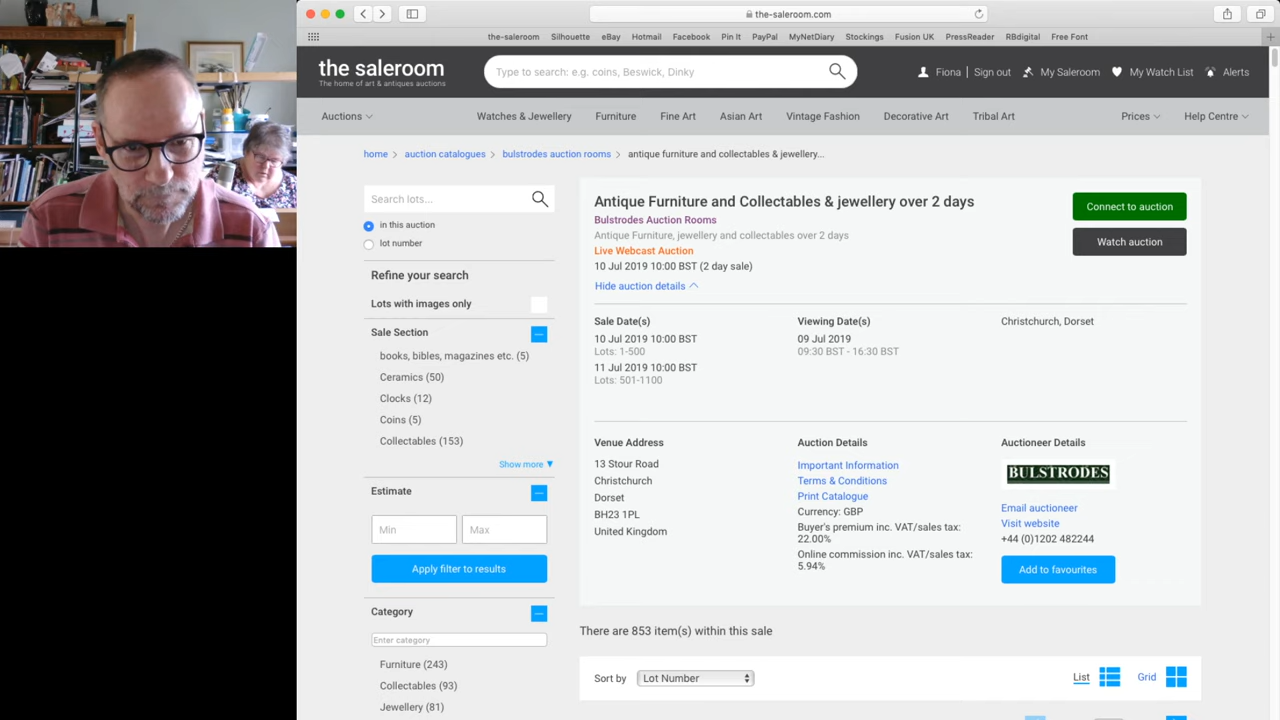 the-saleroom.com
the-saleroom Silhouette eBay Hotmail Facebook Pin It PayPal MyNetDiary Stockings Fusion UK PressReader RBdigital Free Font
the saleroom
The home of art & antiques auctions
Type to search: e.g. coins, Beswick, Dinky
Fiona | Sign out My Saleroom My Watch List Alerts
Auctions Watches & Jewellery Furniture Fine Art Asian Art Vintage Fashion Decorative Art Tribal Art Prices Help Centre
home > auction catalogues > bulstrodes auction rooms > antique furniture and collectables & jewellery...
Search lots...
in this auction
lot number
Refine your search
Lots with images only
Sale Section
books, bibles, magazines etc. (5)
Ceramics (50)
Clocks (12)
Coins (5)
Collectables (153)
Show more ▼
Estimate
Min Max
Apply filter to results
Category
Enter category
Furniture (243)
Collectables (93)
Jewellery (81)
Antique Furniture and Collectables & jewellery over 2 days
Bulstrodes Auction Rooms
Antique Furniture, jewellery and collectables over 2 days
Live Webcast Auction
10 Jul 2019 10:00 BST (2 day sale)
Hide auction details
Connect to auction
Watch auction
Sale Date(s)
10 Jul 2019 10:00 BST
Lots: 1-500
11 Jul 2019 10:00 BST
Lots: 501-1100
Viewing Date(s)
09 Jul 2019
09:30 BST - 16:30 BST
Christchurch, Dorset
Venue Address
13 Stour Road
Christchurch
Dorset
BH23 1PL
United Kingdom
Auction Details
Important Information
Terms & Conditions
Print Catalogue
Currency: GBP
Buyer's premium inc. VAT/sales tax:
22.00%
Online commission inc. VAT/sales tax:
5.94%
Auctioneer Details
BULSTRODES
Email auctioneer
Visit website
+44 (0)1202 482244
Add to favourites
There are 853 item(s) within this sale
Sort by Lot Number List Grid